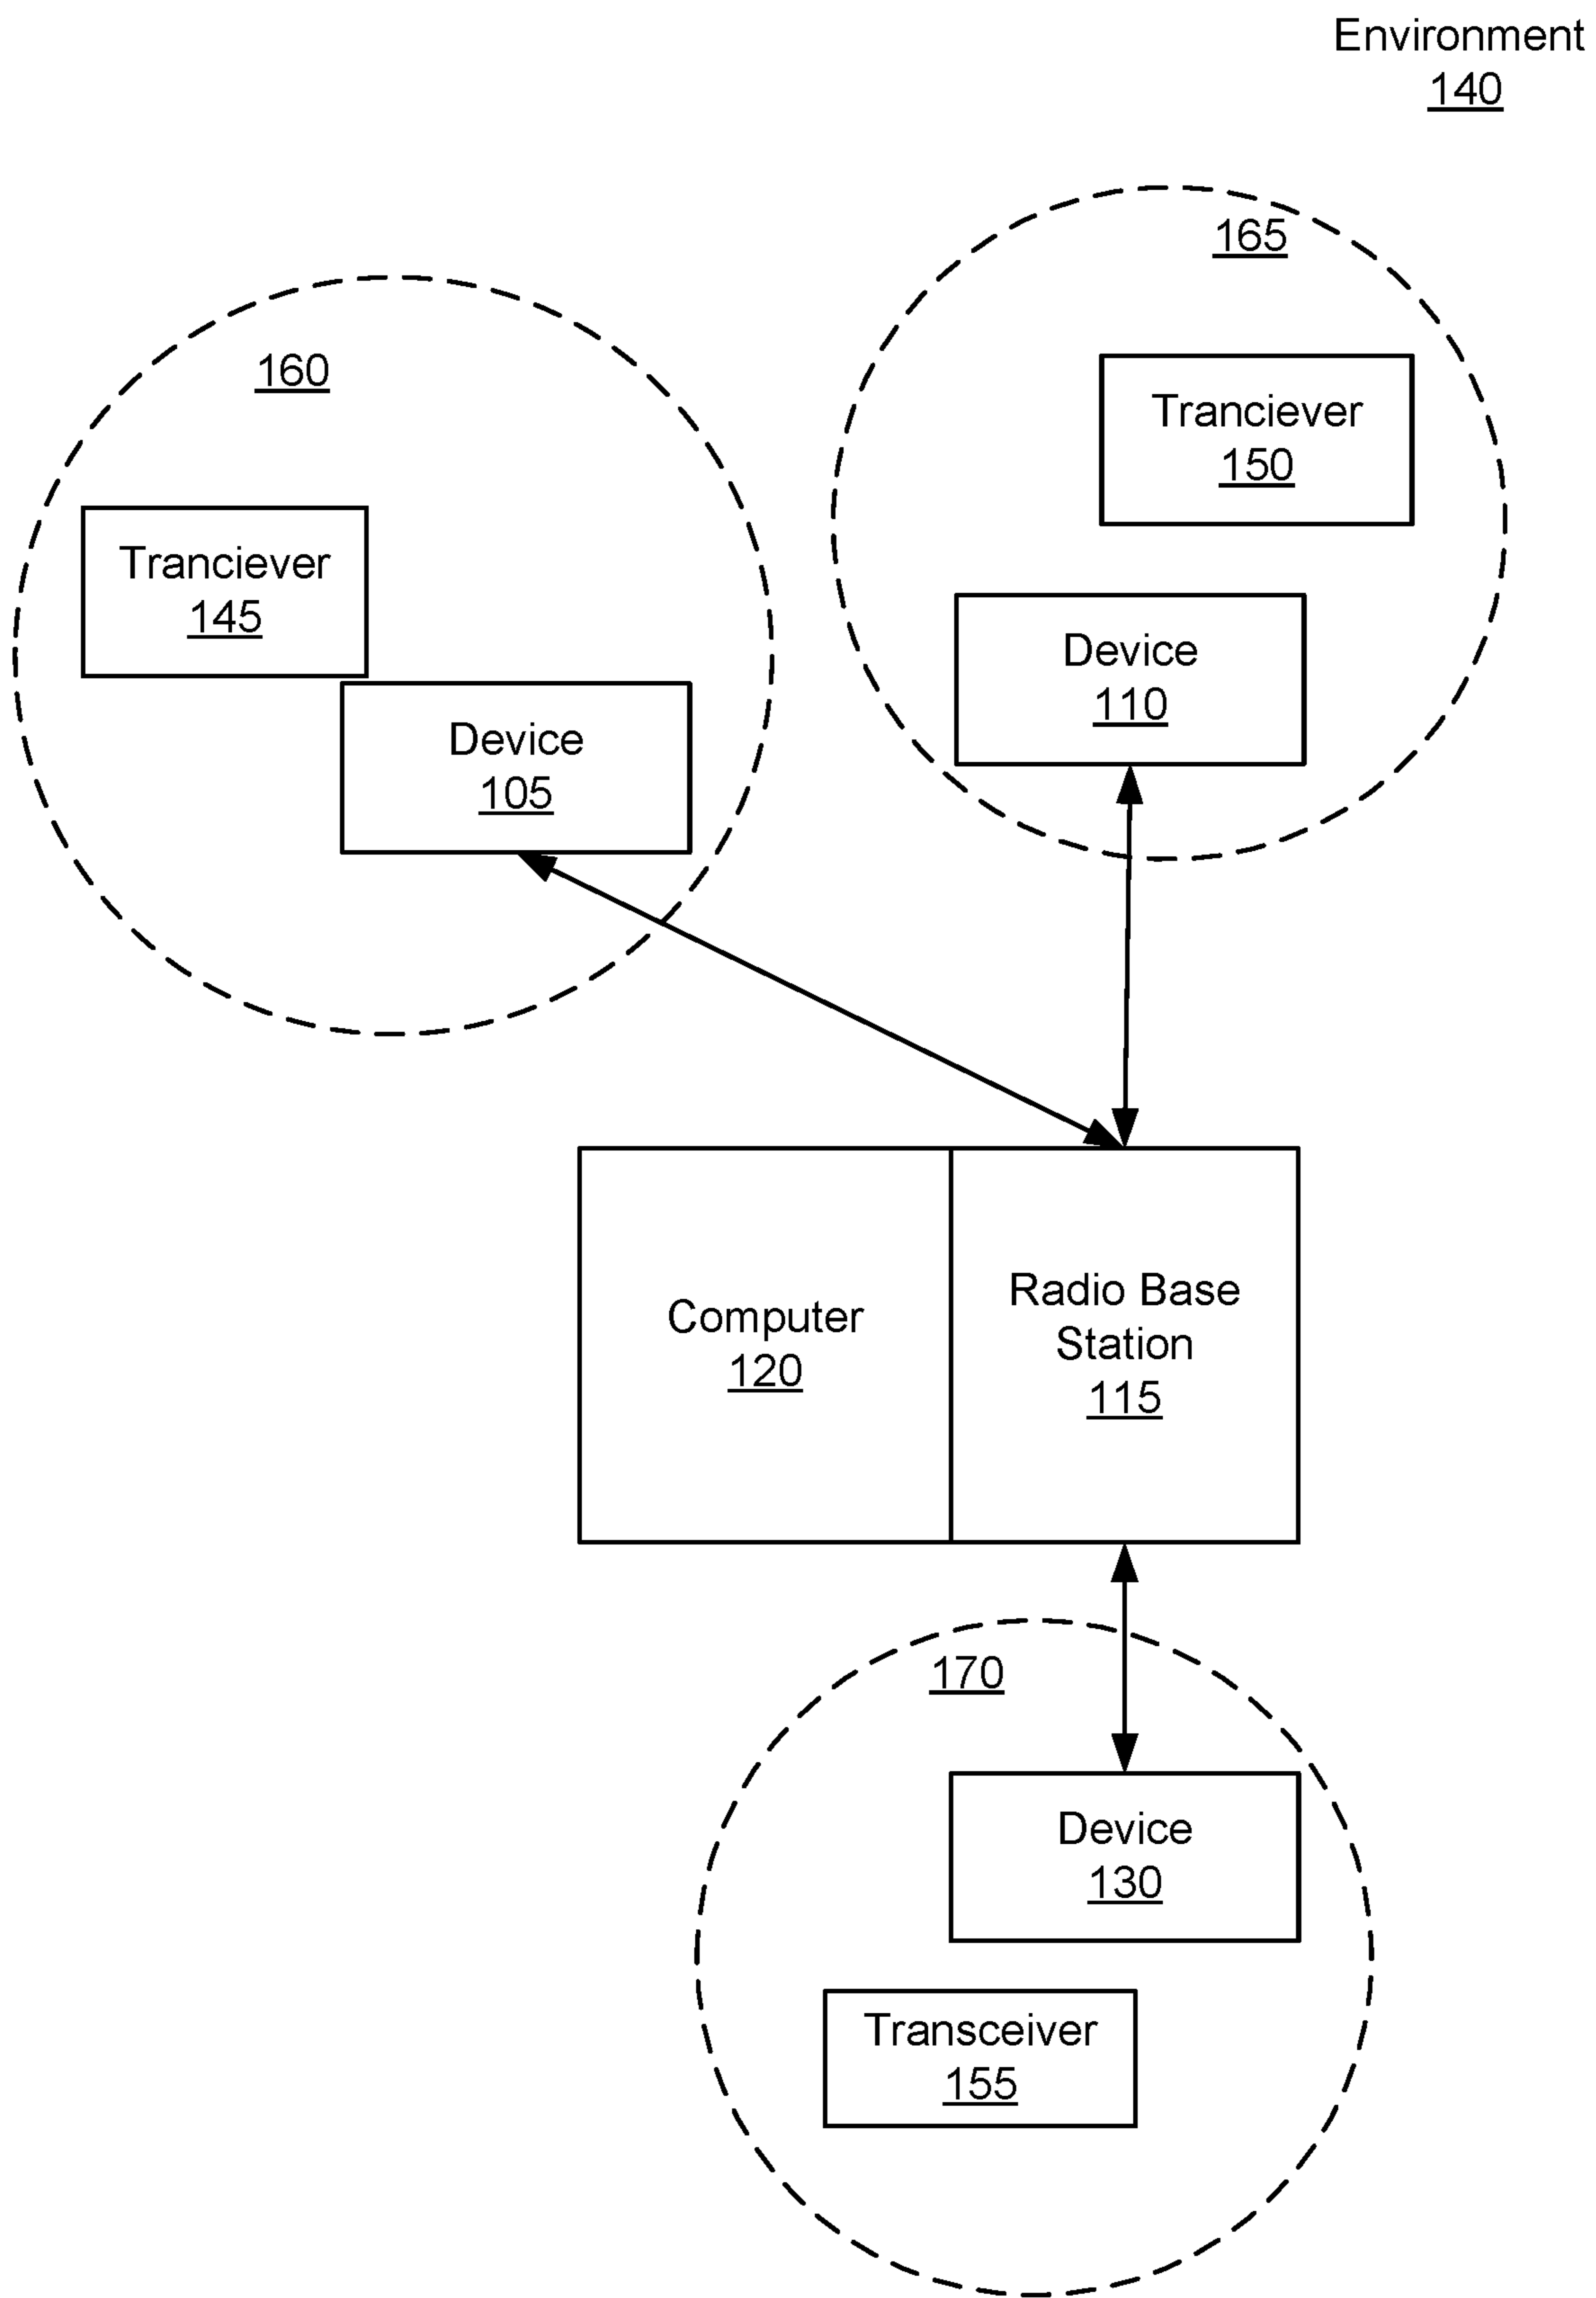 Environment
140
165
160
Tranciever
150
Tranciever
145
Device
110
Device
105
Computer
120
Radio Base
Station
115
170
Device
130
Transceiver
155